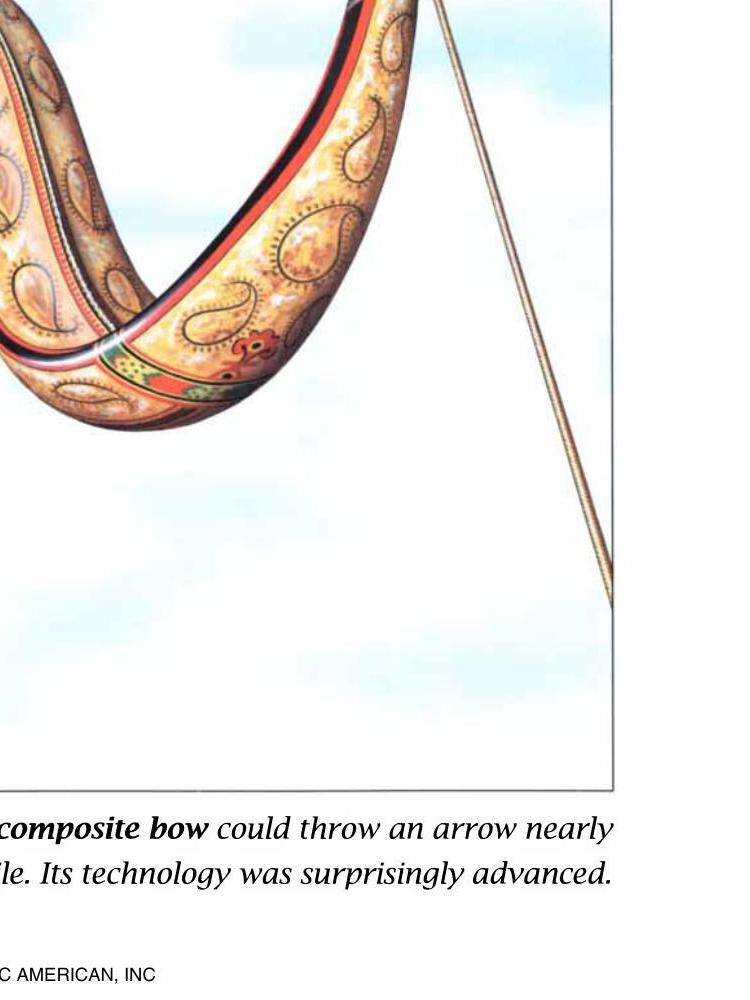 composite bow could throw an arrow nearly
le. Its technology was surprisingly advanced.
C AMERICAN, INC